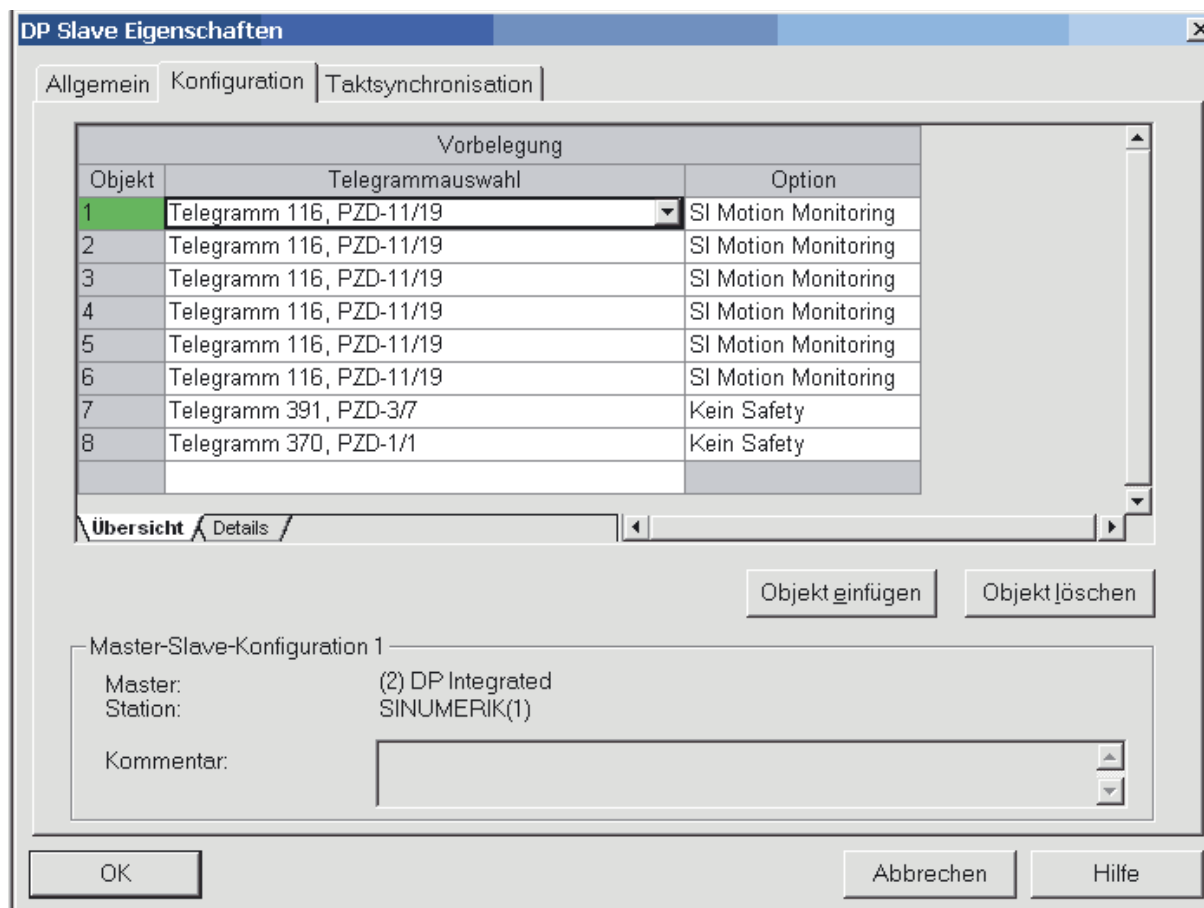 DP Slave Eigenschaften
Allgemein Konfiguration Taktsynchronisation
Vorbelegung
Objekt Telegrammauswahl Option
1 Telegramm 116, PZD-11/19 SI Motion Monitoring
2 Telegramm 116, PZD-11/19 SI Motion Monitoring
3 Telegramm 116, PZD-11/19 SI Motion Monitoring
4 Telegramm 116, PZD-11/19 SI Motion Monitoring
5 Telegramm 116, PZD-11/19 SI Motion Monitoring
6 Telegramm 116, PZD-11/19 SI Motion Monitoring
7 Telegramm 391, PZD-3/7 Kein Safety
8 Telegramm 370, PZD-1/1 Kein Safety
Übersicht Details
Objekt einfügen Objekt löschen
Master-Slave-Konfiguration 1
Master: (2) DP Integrated
Station: SINUMERIK(1)
Kommentar:
OK Abbrechen Hilfe